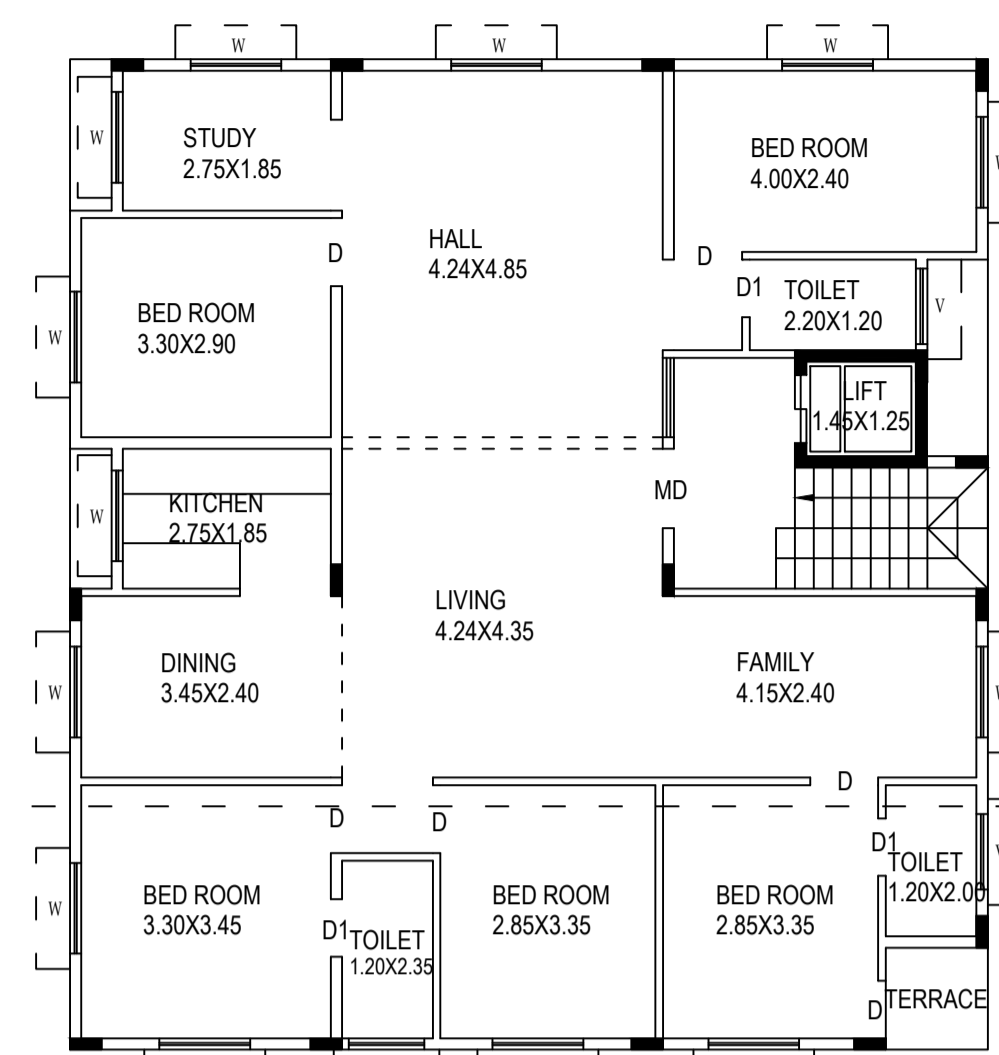 W
W
W
STUDY
2.75X1.85
W
BED ROOM
4.00X2.40
HALL
4.24X4.85
D
D
D1
TOILET
2.20X1.20
V
BED ROOM
3.30X2.90
W
LIFT
1.45X1.25
KITCHEN
2.75X1.85
W
MD
LIVING
4.24X4.35
DINING
3.45X2.40
W
FAMILY
4.15X2.40
D
D
D
D1
TOILET
1.20X2.00
BED ROOM
3.30X3.45
W
BED ROOM
2.85X3.35
BED ROOM
2.85X3.35
D1
TOILET
1.20X2.35
TERRACE
D